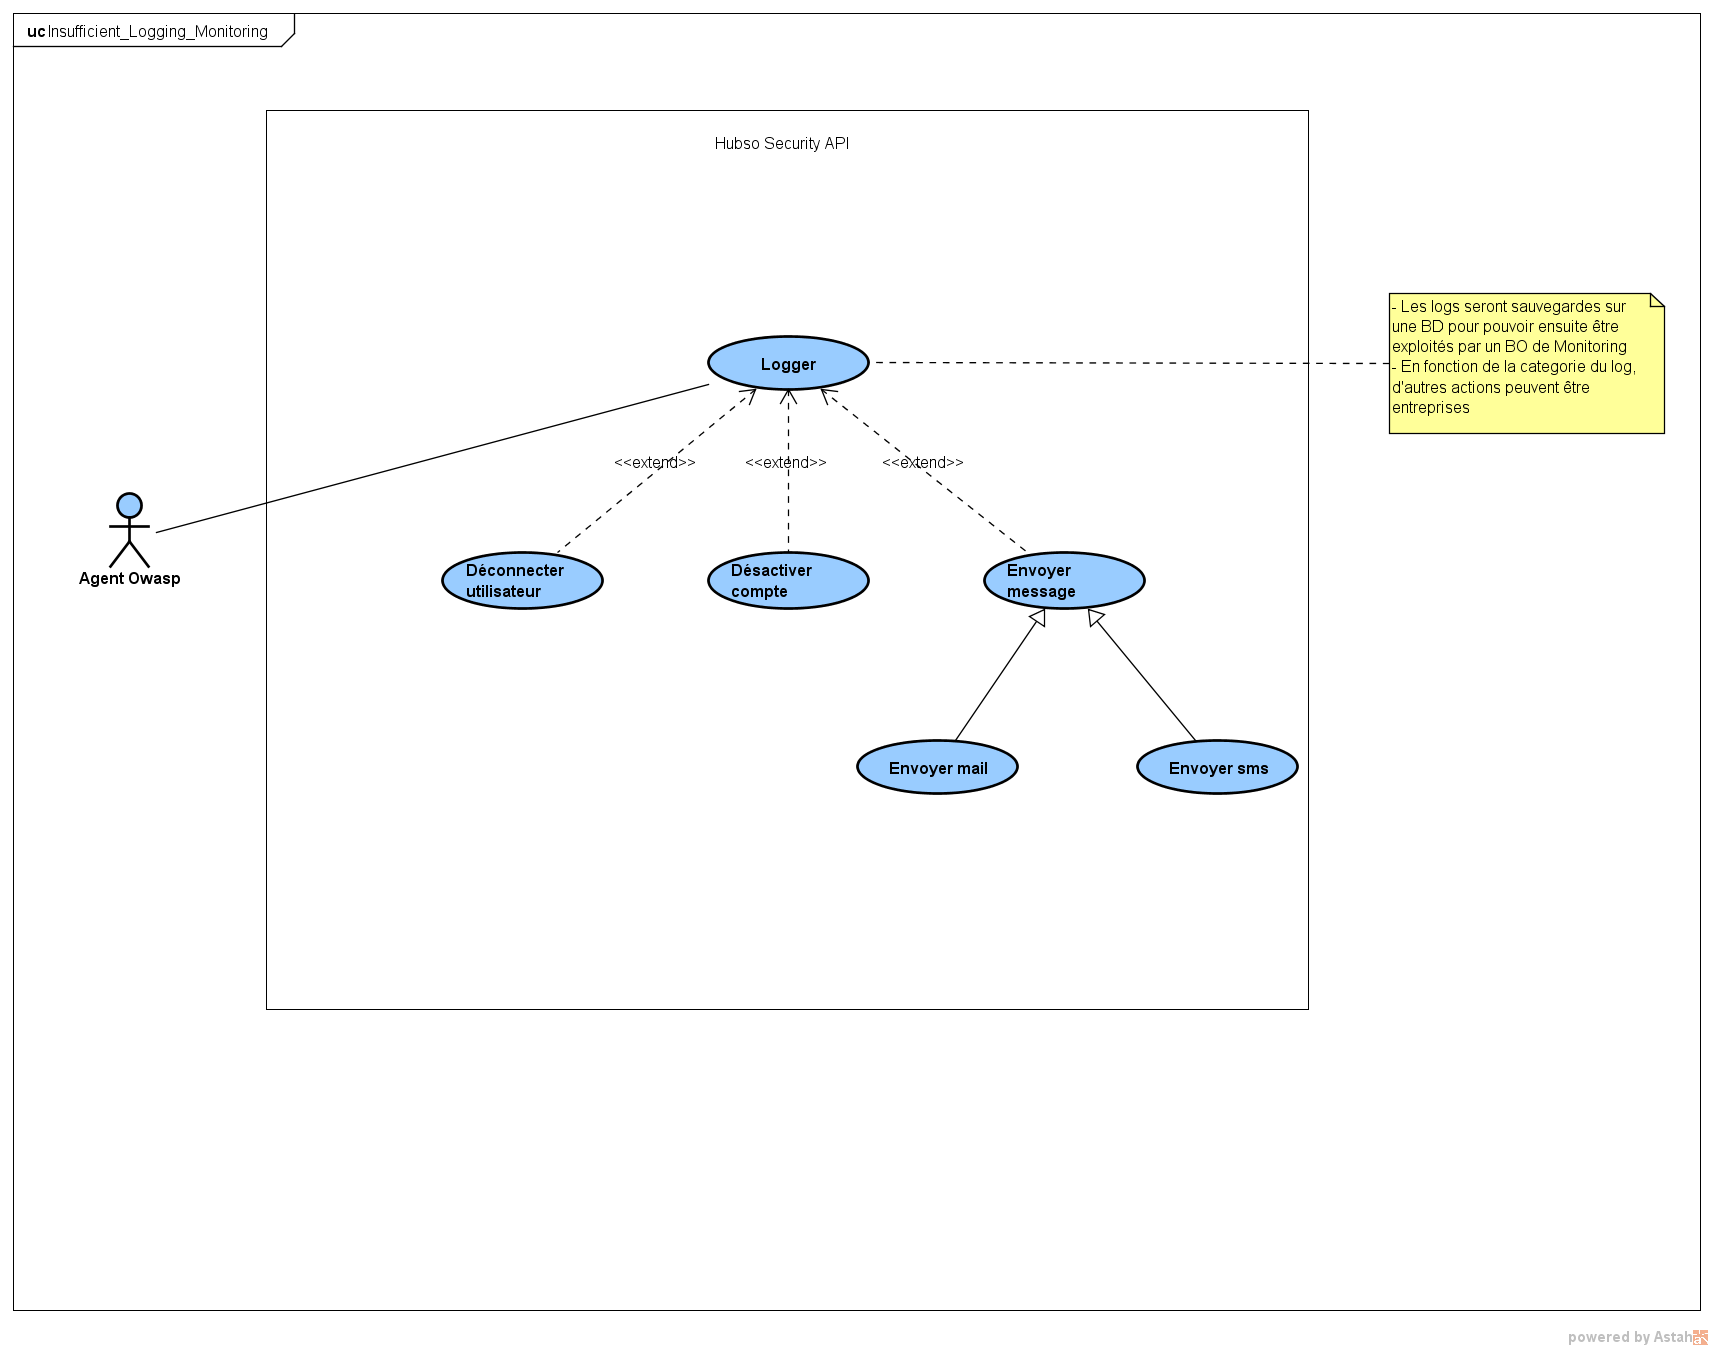 uc Insufficient_Logging_Monitoring
Hubso Security API
- Les logs seront sauvegardes sur
une BD pour pouvoir ensuite être
exploités par un BO de Monitoring
- En fonction de la categorie du log,
d'autres actions peuvent être
entreprises
Logger
<<extend>>
<<extend>>
<<extend>>
Agent Owasp
Déconnecter
utilisateur
Désactiver
compte
Envoyer
message
Envoyer mail
Envoyer sms
powered by Astah